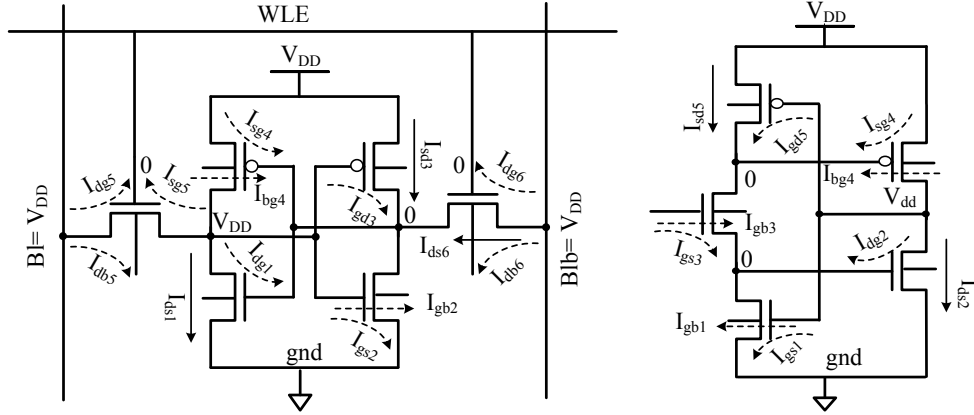 WLE
V_DD
V_DD
I_sg4
I_sd5
I_gd5
I_sg4
I_sd3
0
0
I_dg5
I_sg5
I_bg4
I_gd3
I_dg6
0
I_bg4
V_dd
V_DD
0
I_gb3
Bl= V_DD
I_db5
I_dg1
I_ds6
I_db6
Blb= V_DD
I_gs3
0
I_dg2
I_ds1
I_gb2
I_ds2
I_gs2
I_gb1
I_gs1
gnd
gnd